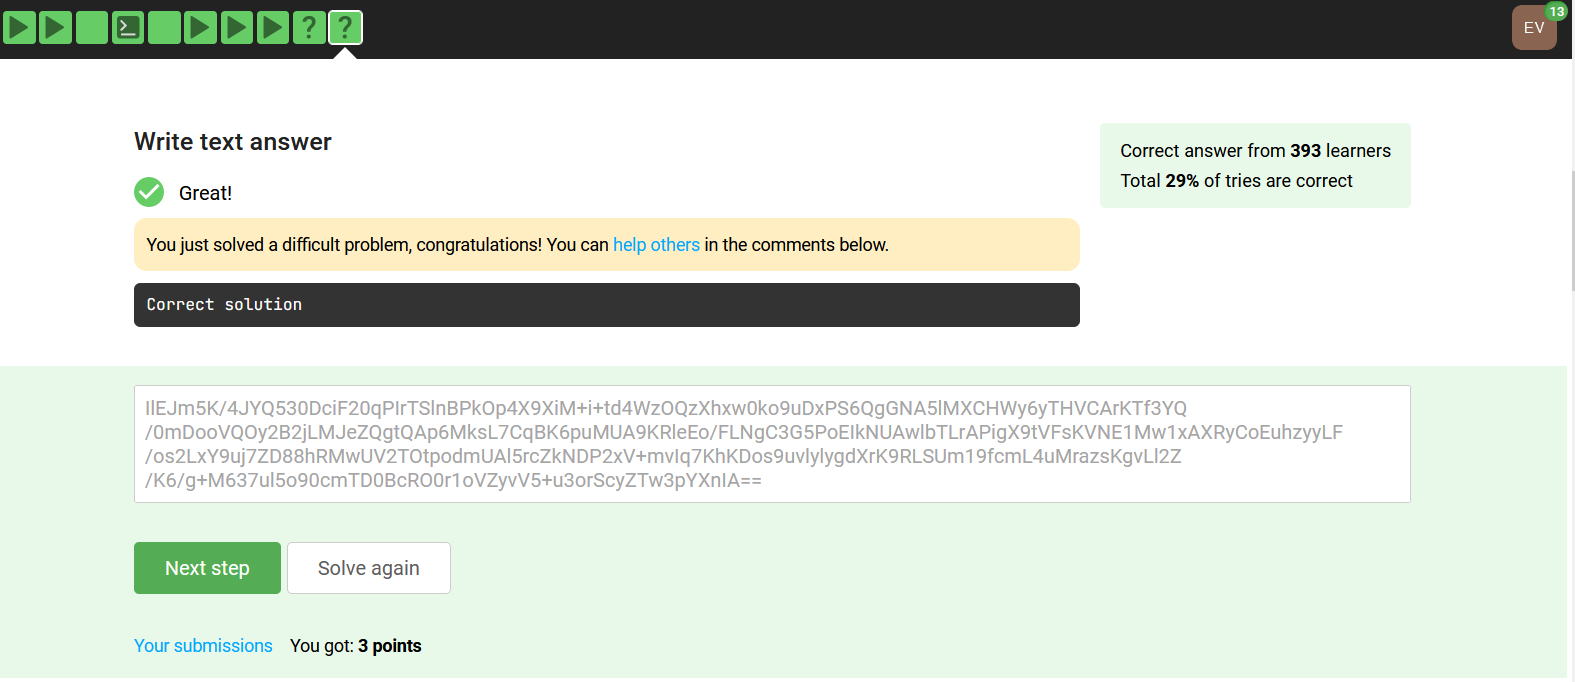 ? ?
EV
13
Write text answer
Great!
You just solved a difficult problem, congratulations! You can help others in the comments below.
Correct solution
Correct answer from 393 learners
Total 29% of tries are correct
IlEJm5K/4JYQ530DciF20qPIrTSlnBPkOp4X9XiM+i+td4WzOQzXhxw0ko9uDxPS6QgGNA5lMXCHWy6yTHVCArKTf3YQ
/0mDooVQOy2B2jLMJeZQgtQAp6MksL7CqBK6puMUA9KRleEo/FLNgC3G5PoEIkNUAwlbTLrAPigX9tVFsKVNE1Mw1xAXRyCoEuhzyyLF
/os2LxY9uj7ZD88hRMwUV2TOtpodmUAl5rcZkNDP2xV+mvIq7KhKDos9uvlylygdXrK9RLSUm19fcmL4uMrazsKgvLl2Z
/K6/g+M637ul5o90cmTD0BcRO0r1oVZyvV5+u3orScyZTw3pYXnIA==
Next step
Solve again
Your submissions You got: 3 points